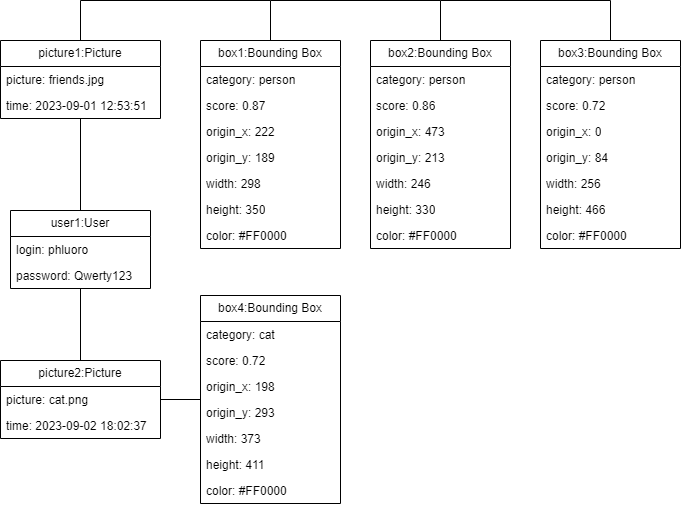 picture1:Picture
picture: friends.jpg
time: 2023-09-01 12:53:51
box1:Bounding Box
category: person
score: 0.87
origin_x: 222
origin_y: 189
width: 298
height: 350
color: #FF0000
box2:Bounding Box
category: person
score: 0.86
origin_x: 473
origin_y: 213
width: 246
height: 330
color: #FF0000
box3:Bounding Box
category: person
score: 0.72
origin_x: 0
origin_y: 84
width: 256
height: 466
color: #FF0000
user1:User
login: phluoro
password: Qwerty123
picture2:Picture
picture: cat.png
time: 2023-09-02 18:02:37
box4:Bounding Box
category: cat
score: 0.72
origin_x: 198
origin_y: 293
width: 373
height: 411
color: #FF0000